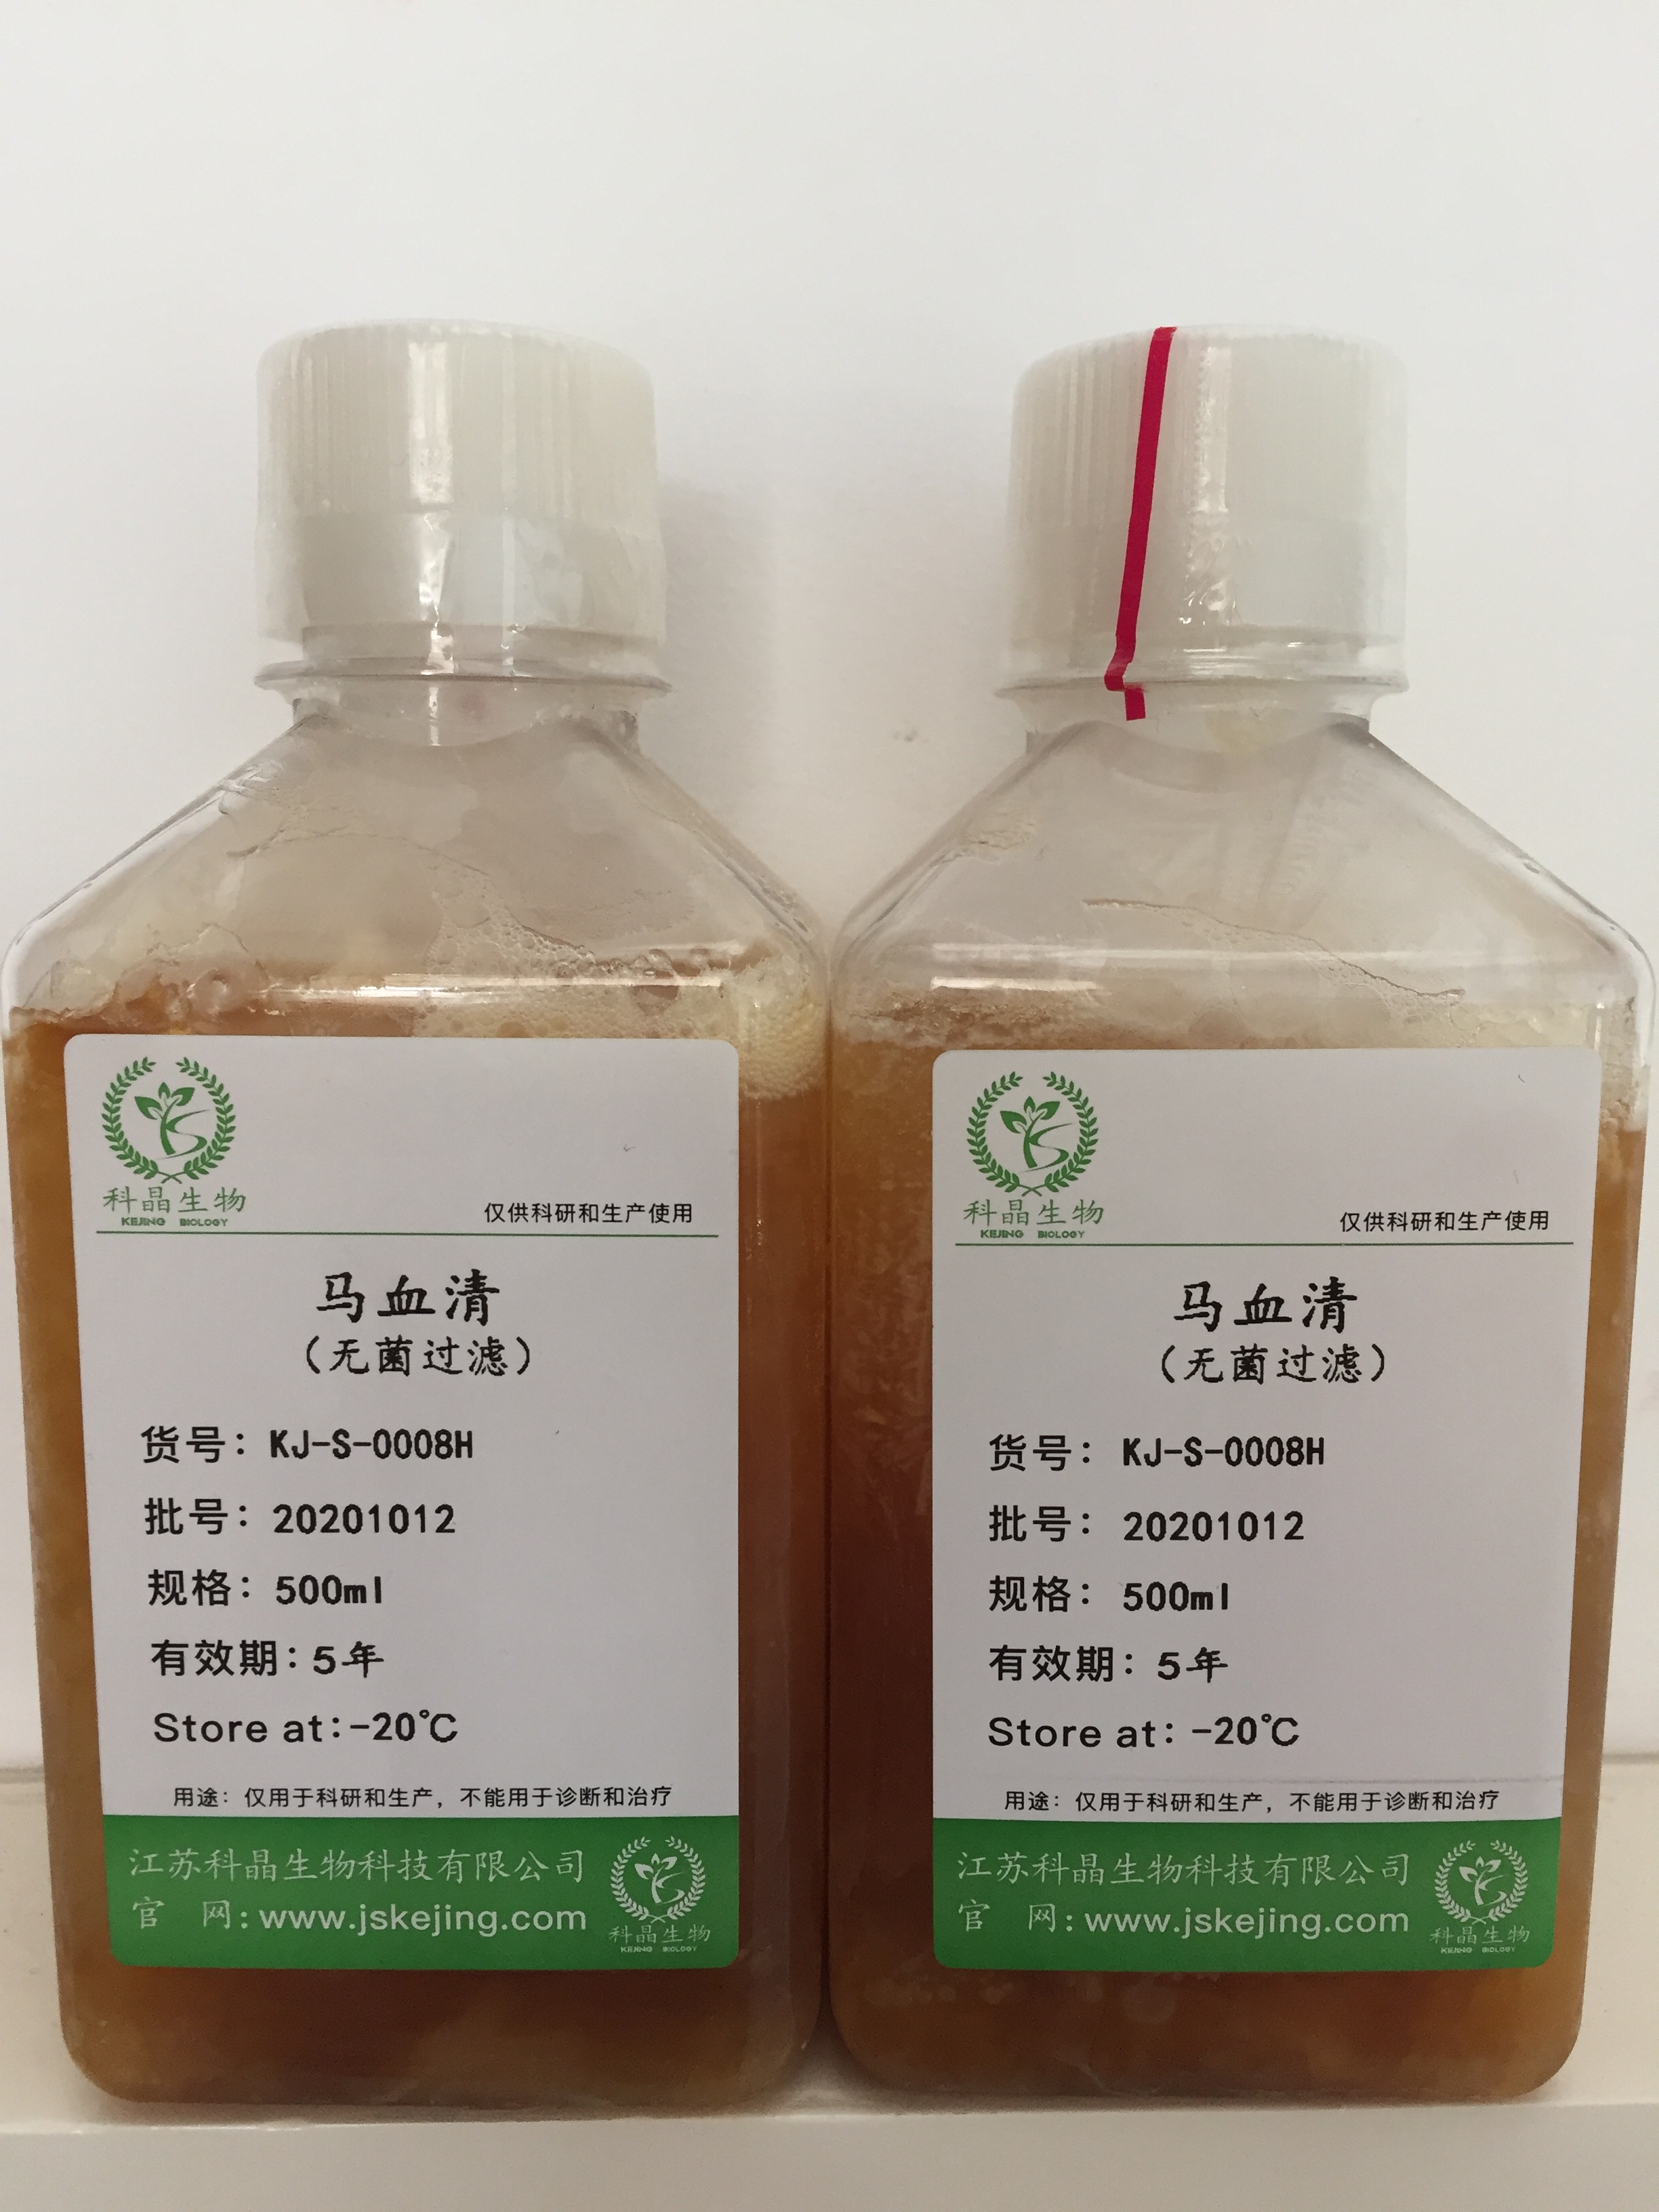 科晶生物
KEJING BIOLOGY
仅供科研和生产使用
马血清
（无菌过滤）
货号：KJ-S-0008H
批号：20201012
规格：500ml
有效期：5年
Store at:-20℃
用途：仅用于科研和生产，不能用于诊断和治疗
江苏科晶生物科技有限公司
官 网:www.jskejing.com
科晶生物
KEJING BIOLOGY
科晶生物
KEJING BIOLOGY
仅供科研和生产使用
马血清
（无菌过滤）
货号：KJ-S-0008H
批号：20201012
规格：500ml
有效期：5年
Store at: -20℃
用途：仅用于科研和生产，不能用于诊断和治疗
江苏科晶生物科技有限公司
官 网:www.jskejing.com
科晶生物
KEJING BIOLOGY